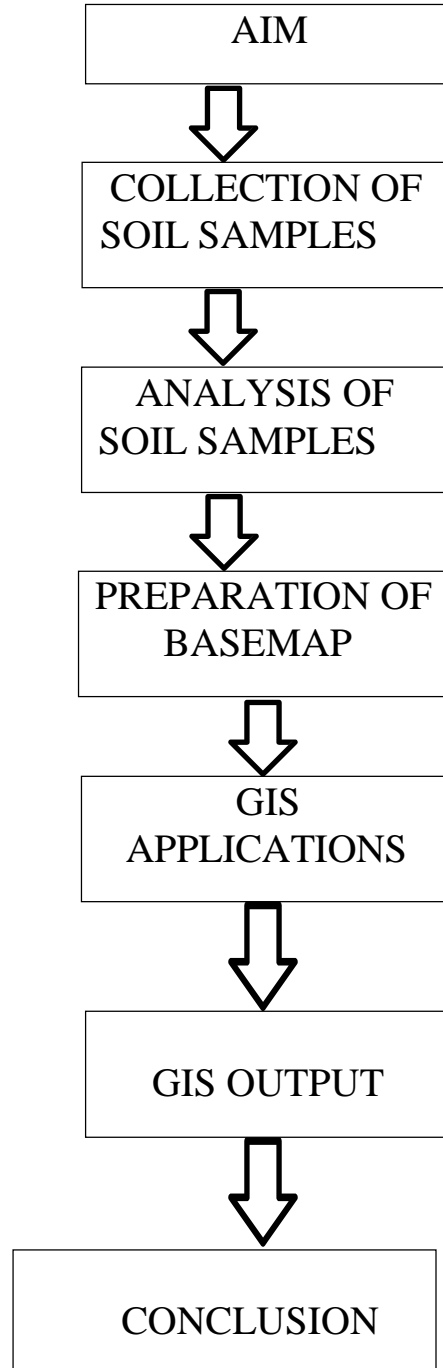 AIM
COLLECTION OF
SOIL SAMPLES
ANALYSIS OF
SOIL SAMPLES
PREPARATION OF
BASEMAP
GIS
APPLICATIONS
GIS OUTPUT
CONCLUSION